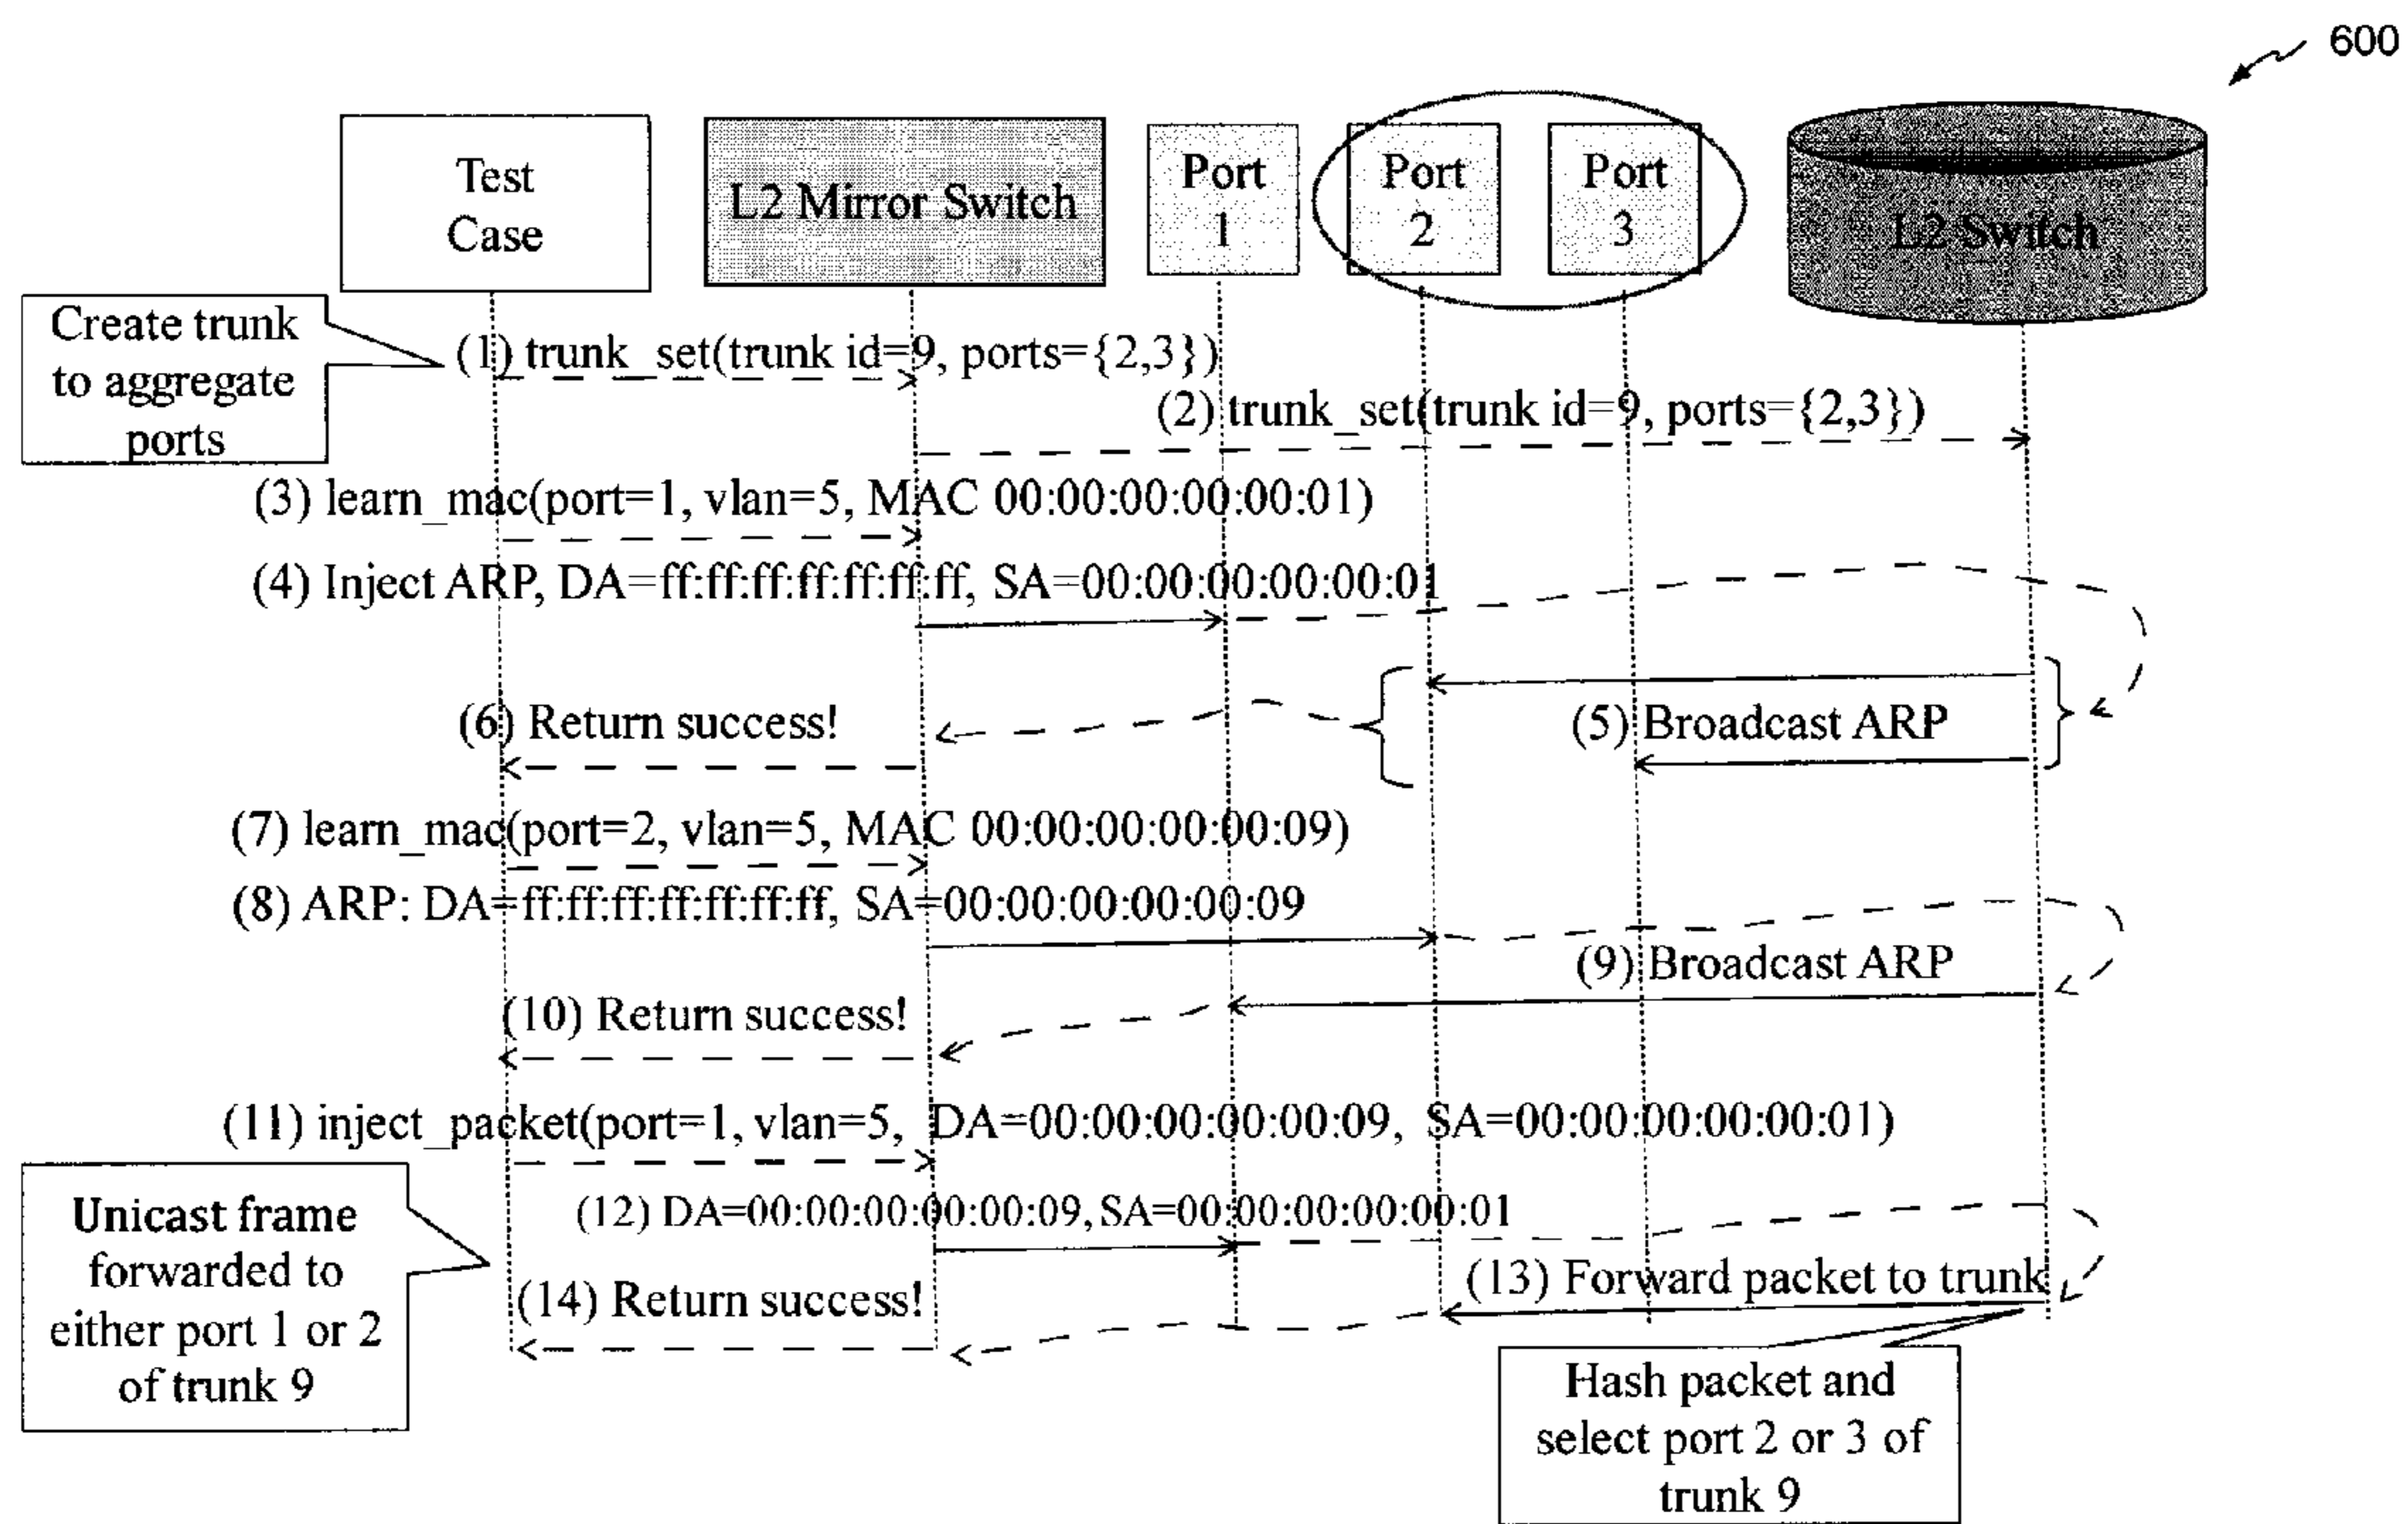 600
Test
Case
L2 Mirror Switch
Port
1
Port
2
Port
3
L2 Switch
Create trunk
to aggregate
ports
(1) trunk_set(trunk id=9, ports={2,3})
(2) trunk_set(trunk id=9, ports={2,3})
(3) learn_mac(port=1, vlan=5, MAC 00:00:00:00:00:01)
(4) Inject ARP, DA=ff:ff:ff:ff:ff:ff:ff, SA=00:00:00:00:00:01
(5) Broadcast ARP
(6) Return success!
(7) learn_mac(port=2, vlan=5, MAC 00:00:00:00:00:09)
(8) ARP: DA=ff:ff:ff:ff:ff:ff:ff, SA=00:00:00:00:00:09
(9) Broadcast ARP
(10) Return success!
(11) inject_packet(port=1, vlan=5, DA=00:00:00:00:00:09, SA=00:00:00:00:00:01)
Unicast frame
forwarded to
either port 1 or 2
of trunk 9
(12) DA=00:00:00:00:00:09, SA=00:00:00:00:00:01
(13) Forward packet to trunk
(14) Return success!
Hash packet and
select port 2 or 3 of
trunk 9